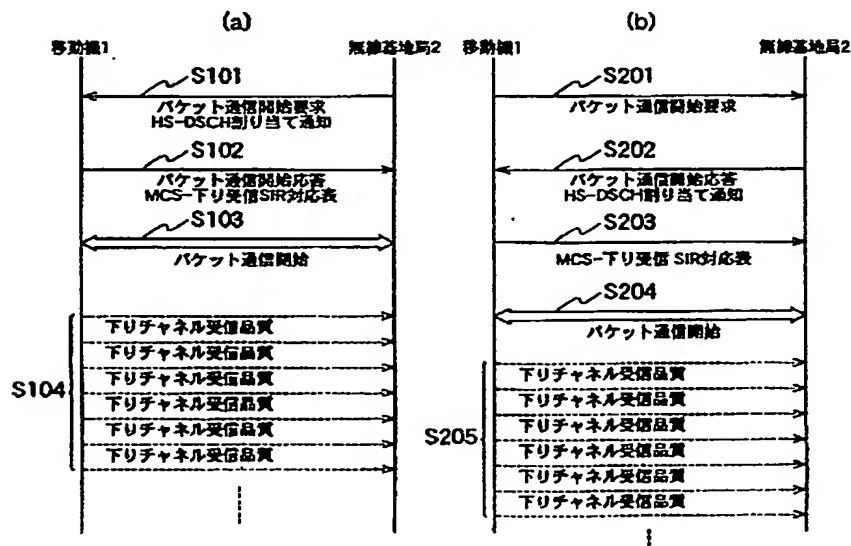 (a)
移動機1
無線基地局2
S101
パケット通信開始要求
HS-DSCH割り当て通知
S102
パケット通信開始応答
MCS-下り受信SIR対応表
S103
パケット通信開始
下りチャネル受信品質
下りチャネル受信品質
下りチャネル受信品質
S104
下りチャネル受信品質
下りチャネル受信品質
下りチャネル受信品質
(b)
移動機1
無線基地局2
S201
パケット通信開始要求
S202
パケット通信開始応答
HS-DSCH割り当て通知
S203
MCS-下り受信 SIR対応表
S204
パケット通信開始
下りチャネル受信品質
下りチャネル受信品質
下りチャネル受信品質
S205
下りチャネル受信品質
下りチャネル受信品質
下りチャネル受信品質